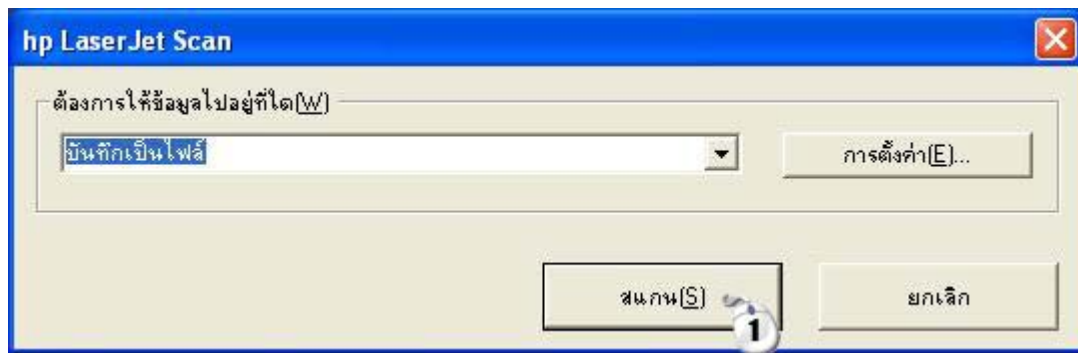 hp LaserJet Scan
ต้องการให้ข้อมูลไปอยู่ที่ใด(W)
บันทึกเป็นไฟล์
การตั้งค่า(E)...
สแกน(S)
ยกเลิก
1